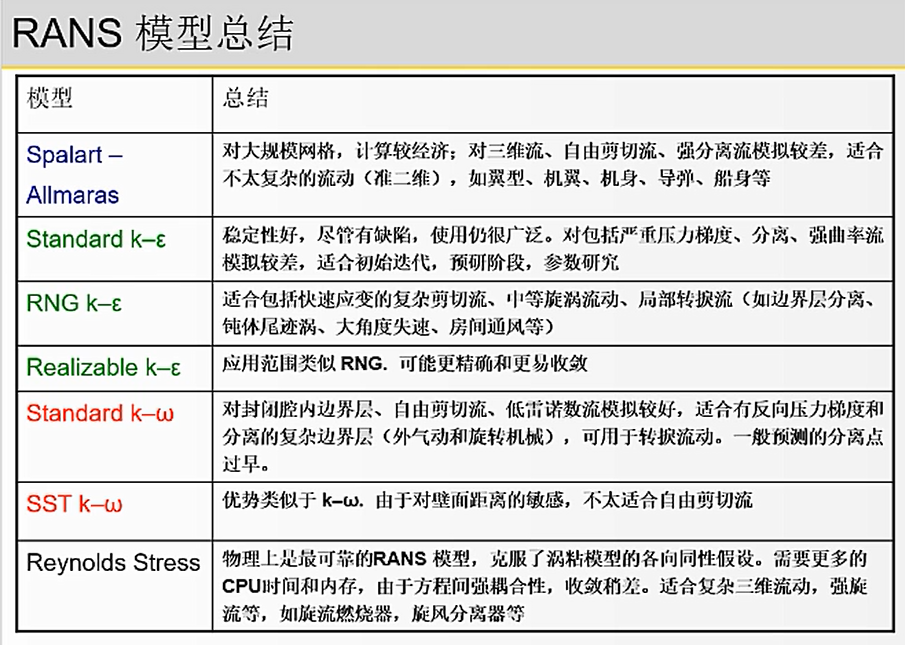 RANS 模型总结
模型
总结
Spalart –
Allmaras
对大规模网格，计算较经济；对三维流、自由剪切流、强分离流模拟较差，适合
不太复杂的流动（准二维），如翼型、机翼、机身、导弹、船身等
Standard k–ε
稳定性好，尽管有缺陷，使用仍很广泛。对包括严重压力梯度、分离、强曲率流
模拟较差，适合初始迭代，预研阶段，参数研究
RNG k–ε
适合包括快速应变的复杂剪切流、中等旋涡流动、局部转捩流（如边界层分离、
钝体尾迹涡、大角度失速、房间通风等）
Realizable k–ε
应用范围类似 RNG. 可能更精确和更易收敛
Standard k–ω
对封闭腔内边界层、自由剪切流、低雷诺数流模拟较好，适合有反向压力梯度和
分离的复杂边界层（外气动和旋转机械），可用于转捩流动。一般预测的分离点
过早。
SST k–ω
优势类似于 k–ω. 由于对壁面距离的敏感，不太适合自由剪切流
Reynolds Stress
物理上是最可靠的RANS 模型，克服了涡粘模型的各向同性假设。需要更多的
CPU时间和内存，由于方程间强耦合性，收敛稍差。适合复杂三维流动，强旋
流等，如旋流燃烧器，旋风分离器等